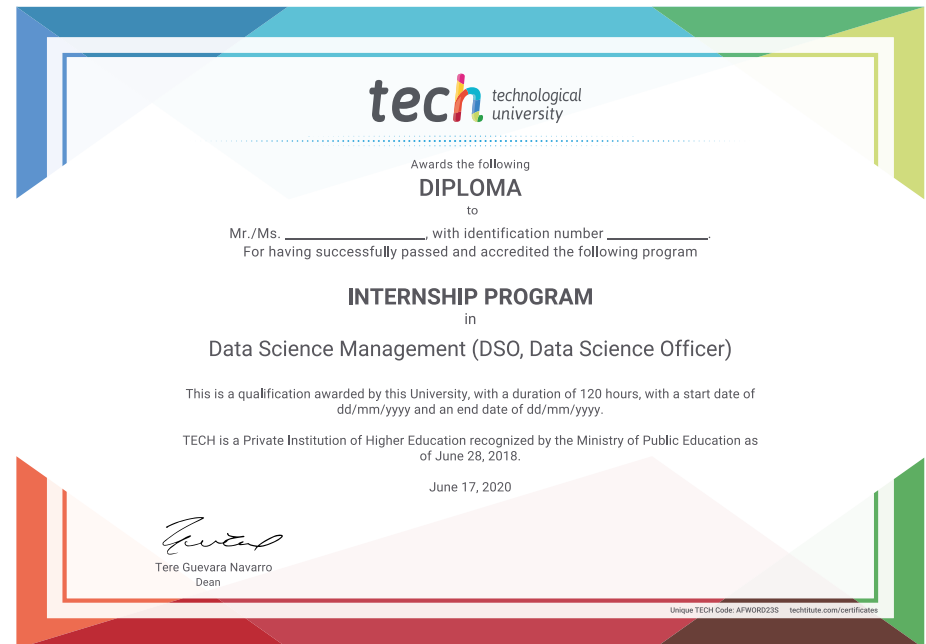 tech technological
university
Awards the following
DIPLOMA
to
Mr./Ms. ____________________, with identification number ______________.
For having successfully passed and accredited the following program
INTERNSHIP PROGRAM
in
Data Science Management (DSO, Data Science Officer)
This is a qualification awarded by this University, with a duration of 120 hours, with a start date of
dd/mm/yyyy and an end date of dd/mm/yyyy.
TECH is a Private Institution of Higher Education recognized by the Ministry of Public Education as
of June 28, 2018.
June 17, 2020
Tere Guevara Navarro
Dean
Unique TECH Code: AFWORD23S techtitute.com/certificates